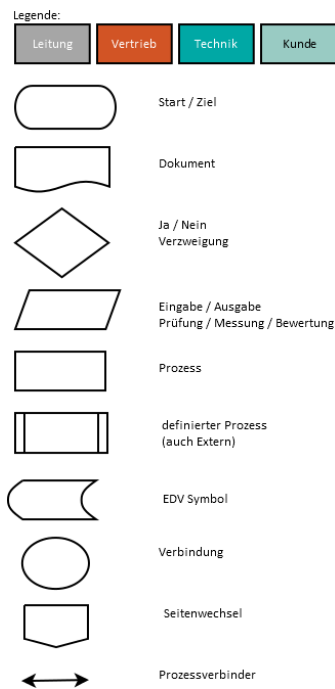 Legende:
Leitung
Vertrieb
Technik
Kunde
Start / Ziel
Dokument
Ja / Nein
Verzweigung
Eingabe / Ausgabe
Prüfung / Messung / Bewertung
Prozess
definierter Prozess
(auch Extern)
EDV Symbol
Verbindung
Seitenwechsel
Prozessverbinder